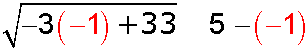 √(-3(-1) + 33)   5 - (-1)